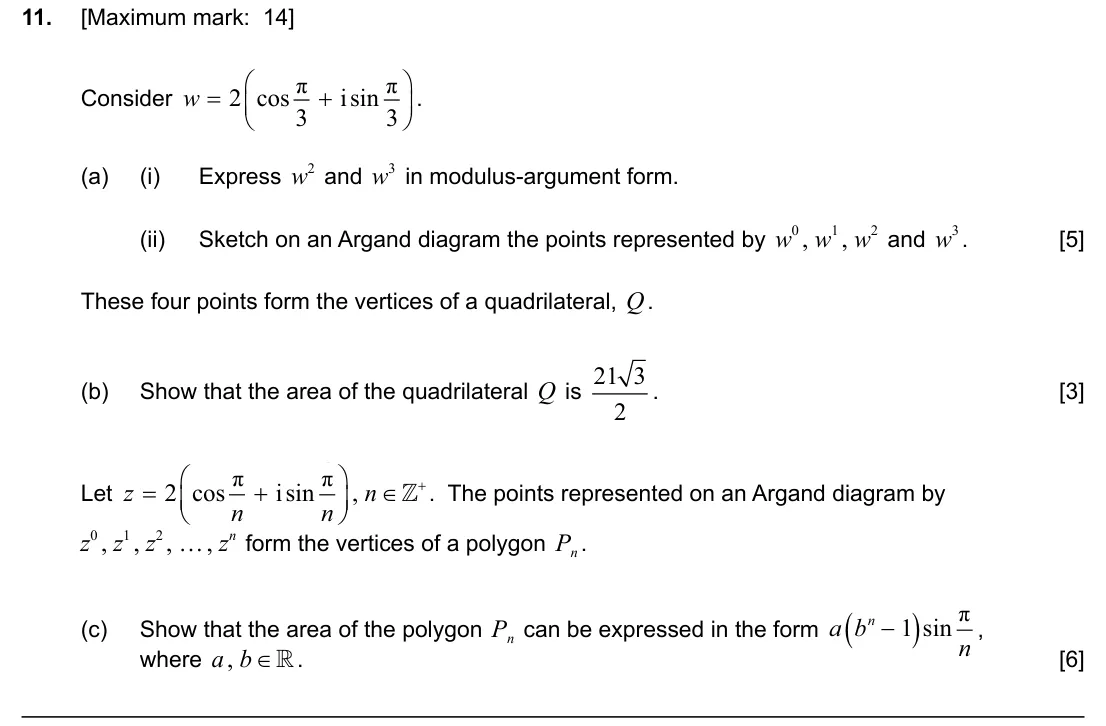 11. [Maximum mark: 14]
Consider w = 2(cos π/3 + i sin π/3).
(a) (i) Express w² and w³ in modulus-argument form.
(ii) Sketch on an Argand diagram the points represented by w⁰, w¹, w² and w³. [5]
These four points form the vertices of a quadrilateral, Q.
(b) Show that the area of the quadrilateral Q is 21√3/2. [3]
Let z = 2(cos π/n + i sin π/n), n ∈ ℤ⁺. The points represented on an Argand diagram by
z⁰, z¹, z², …, zⁿ form the vertices of a polygon Pₙ.
(c) Show that the area of the polygon Pₙ can be expressed in the form a(bⁿ − 1) sin π/n,
where a, b ∈ ℝ. [6]